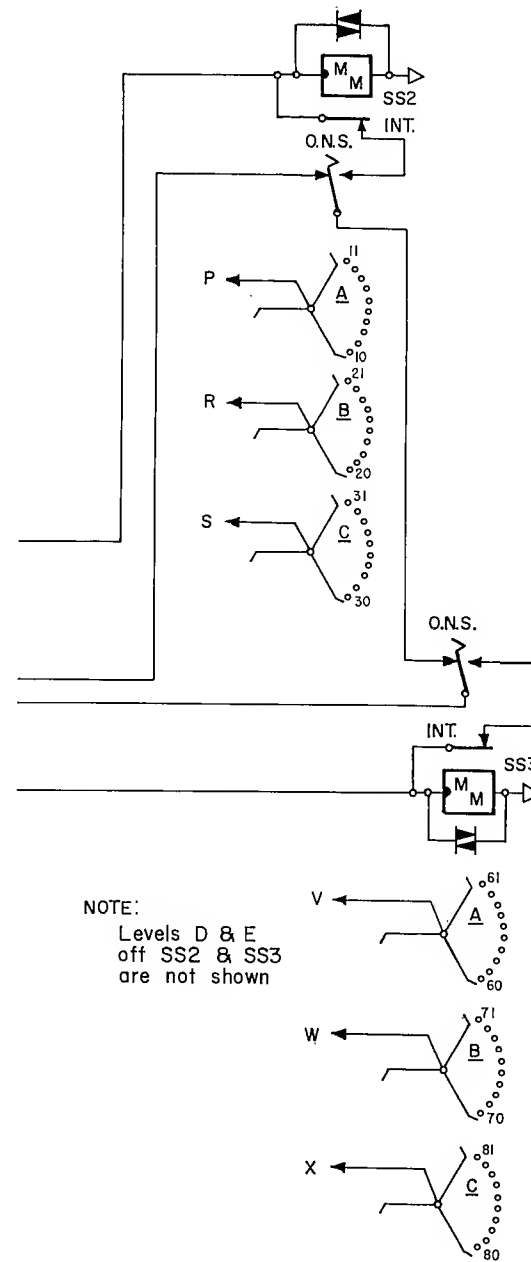 M
M
SS2
INT.
O.N.S.
11
P
A
10
21
R
B
20
31
S
C
30
O.N.S.
INT.
SS3
M
M
61
V
A
60
NOTE:
Levels D & E
off SS2 & SS3
are not shown
71
W
B
70
81
X
C
80